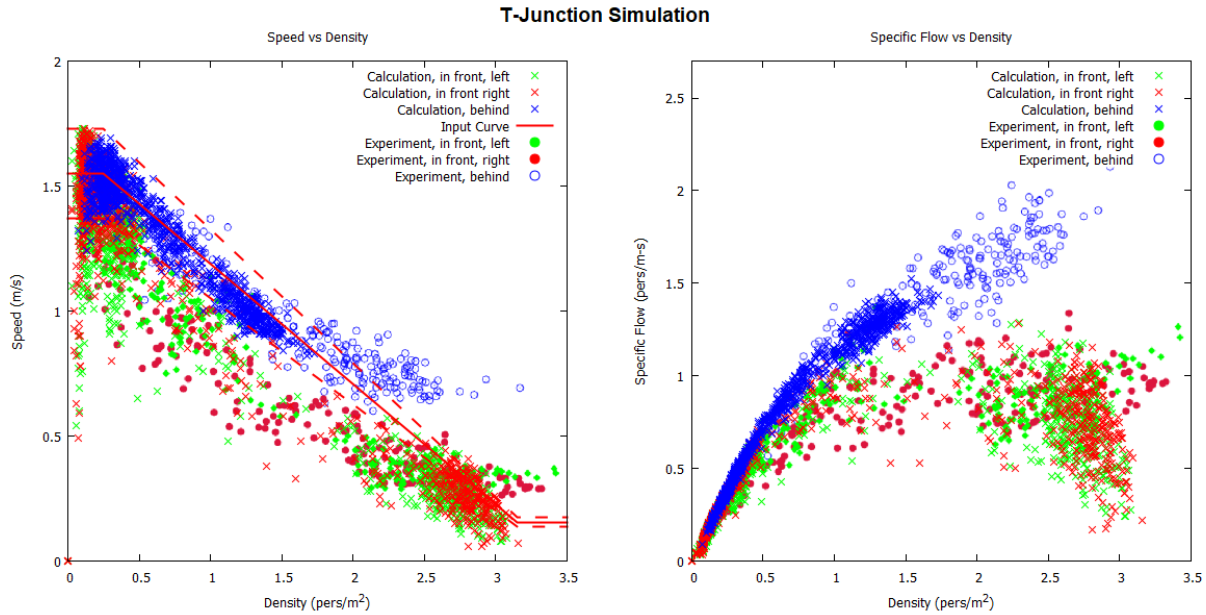 T-Junction Simulation
Speed vs Density
2
1.5
1
0.5
0
Speed (m/s)
Calculation, in front, left
Calculation, in front right
Calculation, behind
Input Curve
Experiment, in front, left
Experiment, in front, right
Experiment, behind
0 0.5 1 1.5 2 2.5 3 3.5
Density (pers/m²)
Specific Flow vs Density
2.5
2
1.5
1
0.5
0
Specific Flow (pers/m-s)
Calculation, in front, left
Calculation, in front right
Calculation, behind
Experiment, in front, left
Experiment, in front, right
Experiment, behind
0 0.5 1 1.5 2 2.5 3 3.5
Density (pers/m²)